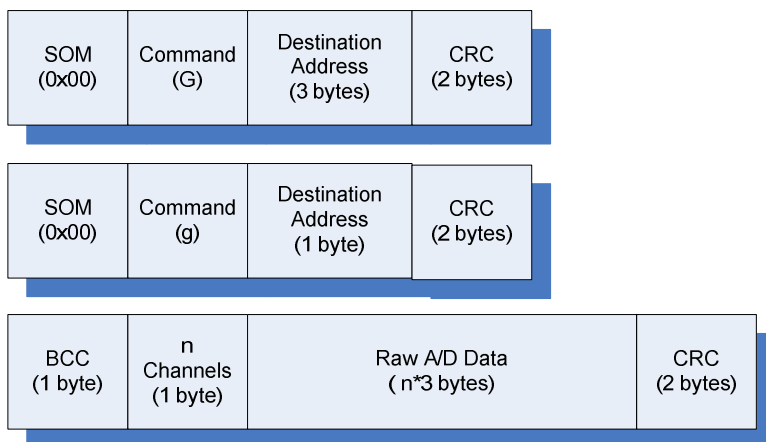 SOM
(0x00)
Command
(G)
Destination
Address
(3 bytes)
CRC
(2 bytes)
SOM
(0x00)
Command
(g)
Destination
Address
(1 byte)
CRC
(2 bytes)
BCC
(1 byte)
n
Channels
(1 byte)
Raw A/D Data
( n*3 bytes)
CRC
(2 bytes)